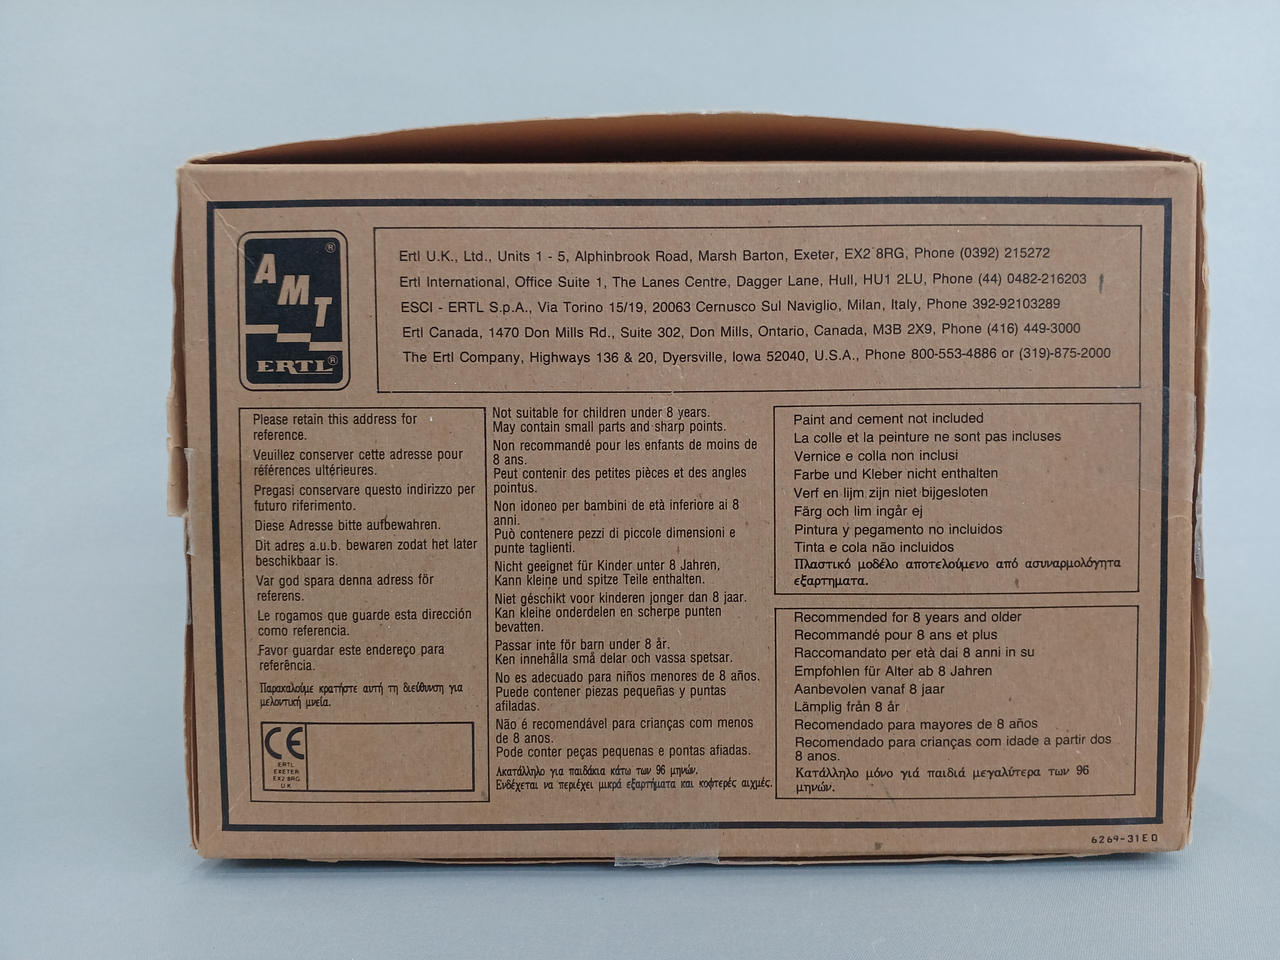 AMT®
ERTL®
Ertl U.K., Ltd., Units 1 - 5, Alphinbrook Road, Marsh Barton, Exeter, EX2 8RG, Phone (0392) 215272
Ertl International, Office Suite 1, The Lanes Centre, Dagger Lane, Hull, HU1 2LU, Phone (44) 0482-216203
ESCI - ERTL S.p.A., Via Torino 15/19, 20063 Cernusco Sul Naviglio, Milan, Italy, Phone 392-92103289
Ertl Canada, 1470 Don Mills Rd., Suite 302, Don Mills, Ontario, Canada, M3B 2X9, Phone (416) 449-3000
The Ertl Company, Highways 136 & 20, Dyersville, Iowa 52040, U.S.A., Phone 800-553-4886 or (319)-875-2000
Please retain this address for
reference.
Veuillez conserver cette adresse pour
références ultérieures.
Pregasi conservare questo indirizzo per
futuro riferimento.
Diese Adresse bitte aufbewahren.
Dit adres a.u.b. bewaren zodat het later
beschikbaar is.
Var god spara denna adress för
referens.
Le rogamos que guarde esta dirección
como referencia.
Favor guardar este endereço para
referência.
Παρακαλούμε κρατήστε αυτή τη διεύθυνση για
μελοντική μνεία.
CE
ERTL
EXETER
EX2 8RG
UK
Not suitable for children under 8 years.
May contain small parts and sharp points.
Non recommandé pour les enfants de moins de
8 ans.
Peut contenir des petites pièces et des angles
pointus.
Non idoneo per bambini de età inferiore ai 8
anni.
Può contenere pezzi di piccole dimensioni e
punte taglienti.
Nicht geeignet für Kinder unter 8 Jahren,
Kann kleine und spitze Teile enthalten.
Niet géschikt voor kinderen jonger dan 8 jaar.
Kan kleine onderdelen en scherpe punten
bevatten.
Passar inte för barn under 8 år.
Ken innehålla små delar och vassa spetsar.
No es adecuado para niños menores de 8 años.
Puede contener piezas pequeñas y puntas
afiladas.
Não é recomendável para crianças com menos
de 8 anos.
Pode conter peças pequenas e pontas afiadas.
Ακατάλληλο για παιδάκια κάτω των 96 μηνών.
Ενδέχεται να περιέχει μικρά εξαρτήματα και κοφτερές αιχμές.
Paint and cement not included
La colle et la peinture ne sont pas incluses
Vernice e colla non inclusi
Farbe und Kleber nicht enthalten
Verf en lijm zijn niet bijgesloten
Färg och lim ingår ej
Pintura y pegamento no incluidos
Tinta e cola não incluidos
Πλαστικό μοδέλο αποτελούμενο από ασυναρμολόγητα
εξαρτηματα.
Recommended for 8 years and older
Recommandé pour 8 ans et plus
Raccomandato per età dai 8 anni in su
Empfohlen für Alter ab 8 Jahren
Aanbevolen vanaf 8 jaar
Lämplig från 8 år
Recomendado para mayores de 8 años
Recomendado para crianças com idade a partir dos
8 anos.
Κατάλληλο μόνο γιά παιδιά μεγαλύτερα των 96
μηνών.
6269-31EO